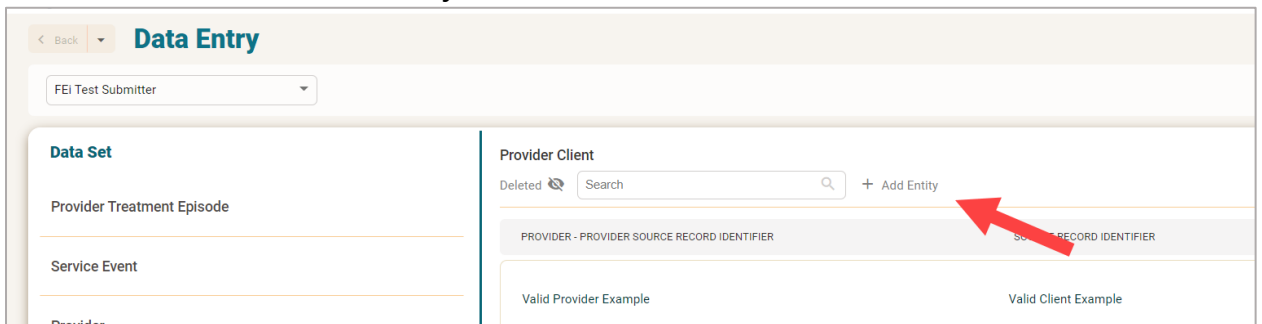 Back
Data Entry
FEi Test Submitter
Data Set
Provider Treatment Episode
Service Event
Provider Client
Deleted
Search
+ Add Entity
PROVIDER - PROVIDER SOURCE RECORD IDENTIFIER
RECORD IDENTIFIER
Valid Provider Example
Valid Client Example